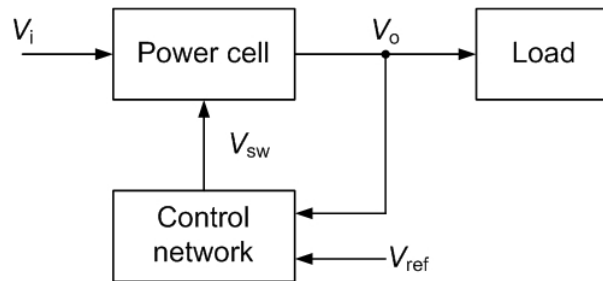 Vi
Power cell
Vo
Load
Vsw
Control
network
Vref